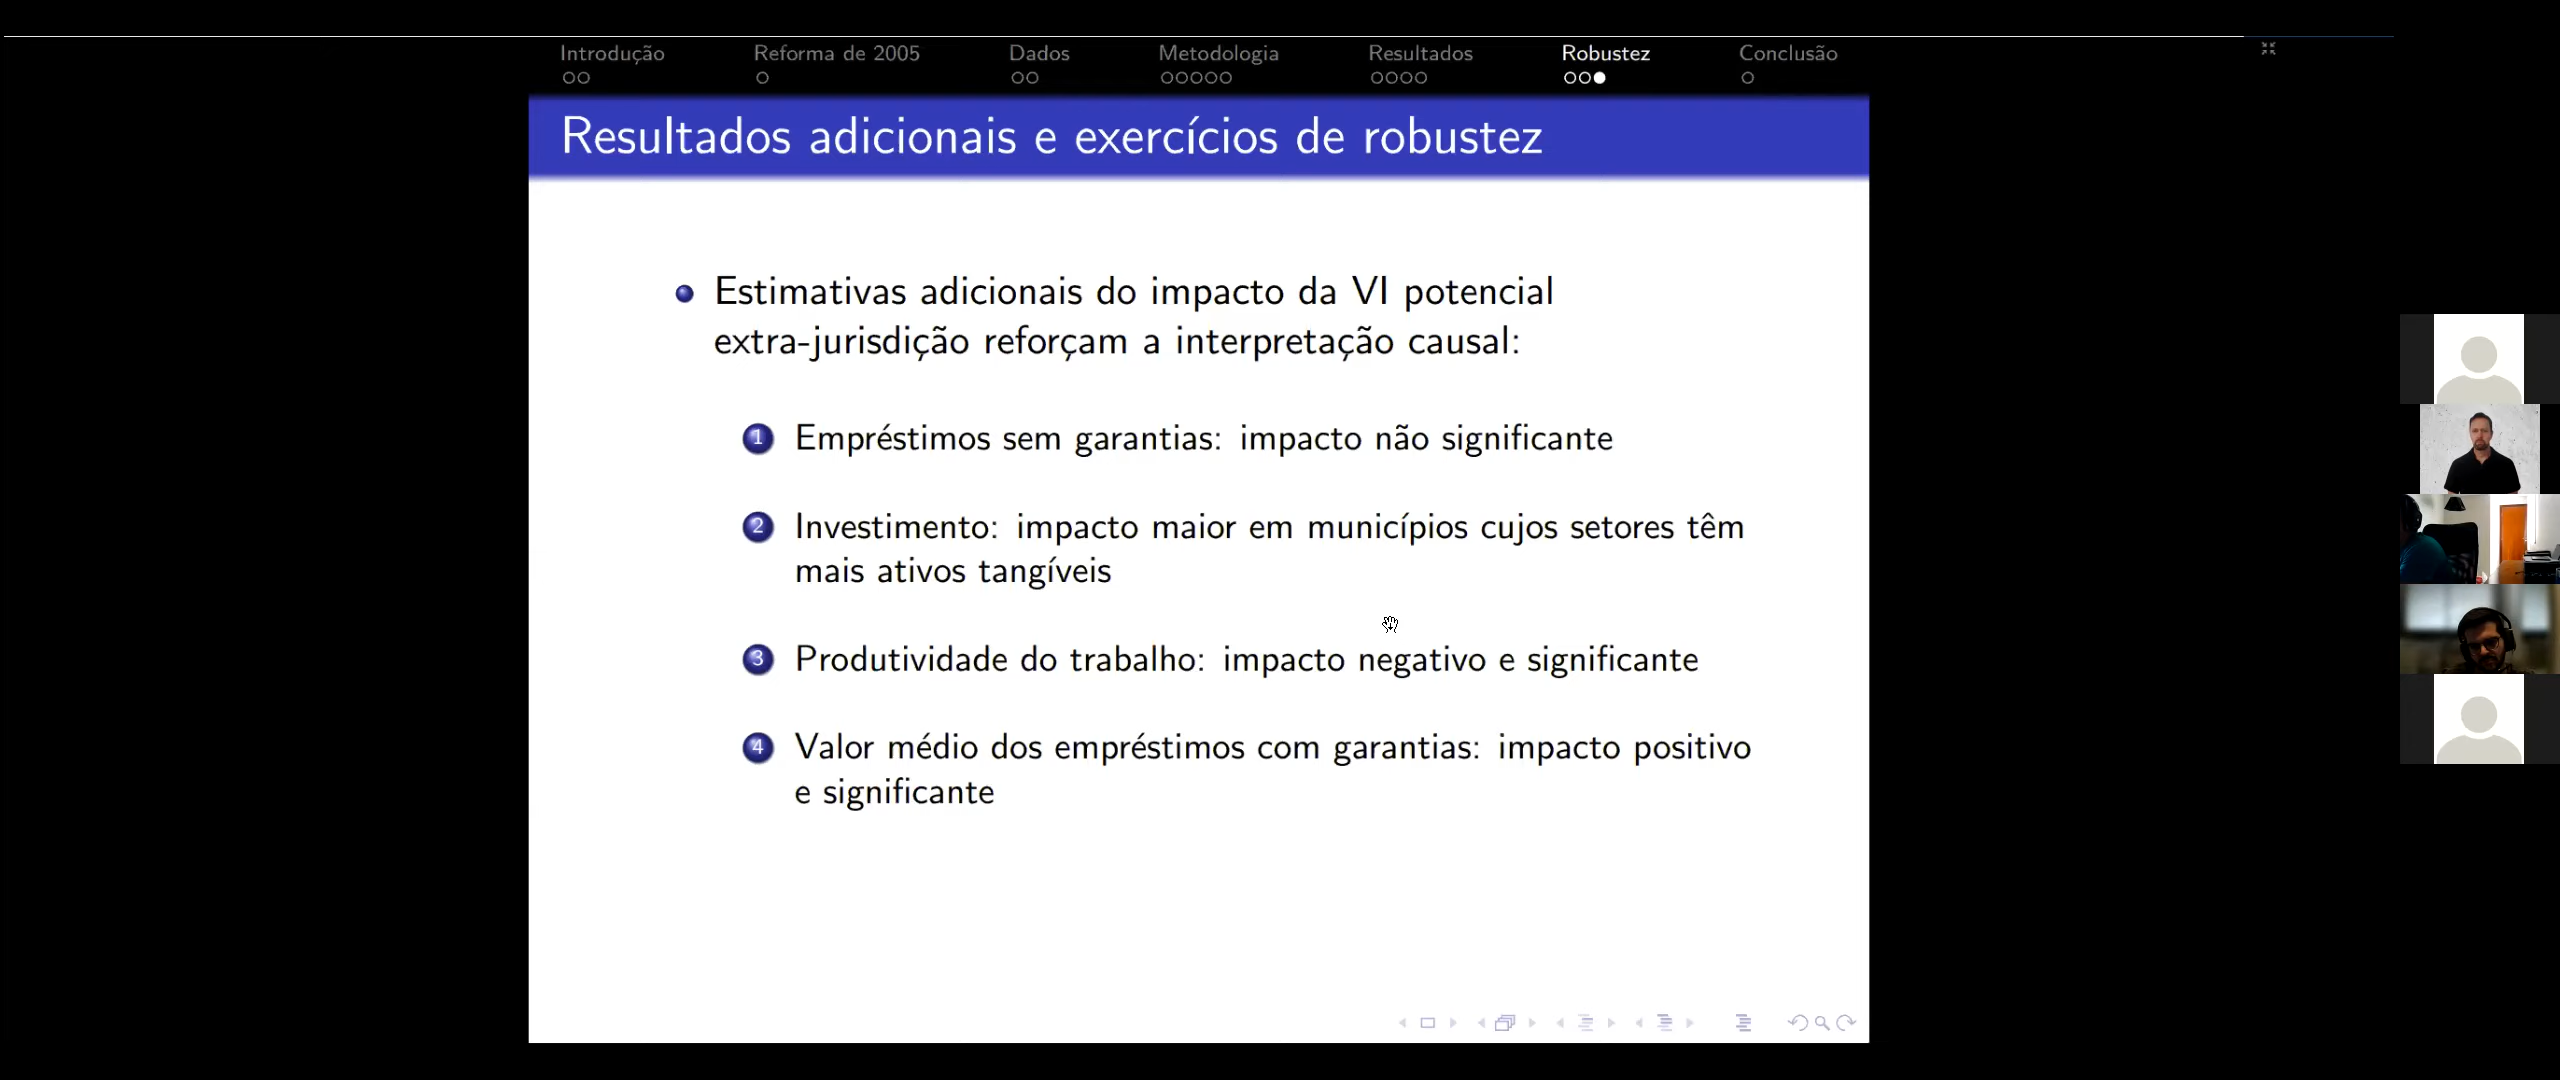 Introdução Reforma de 2005 Dados Metodologia Resultados Robustez Conclusão
Resultados adicionais e exercícios de robustez
Estimativas adicionais do impacto da VI potencial
extra-jurisdição reforçam a interpretação causal:
1 Empréstimos sem garantias: impacto não significante
2 Investimento: impacto maior em municípios cujos setores têm
mais ativos tangíveis
3 Produtividade do trabalho: impacto negativo e significante
4 Valor médio dos empréstimos com garantias: impacto positivo
e significante